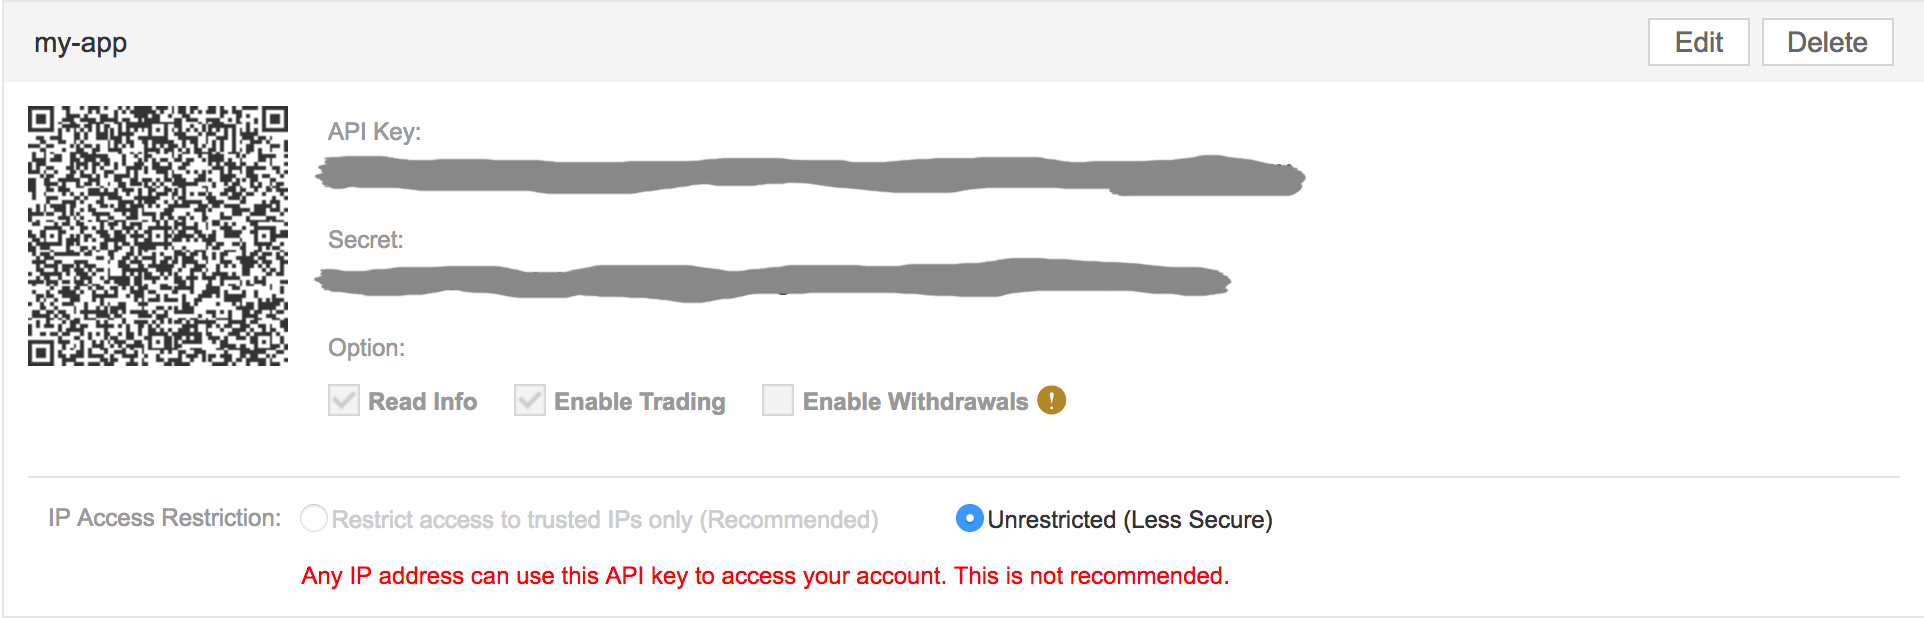 my-app
Edit
Delete
API Key:
Secret:
Option:
Read Info
Enable Trading
Enable Withdrawals
IP Access Restriction:
Restrict access to trusted IPs only (Recommended)
Unrestricted (Less Secure)
Any IP address can use this API key to access your account. This is not recommended.